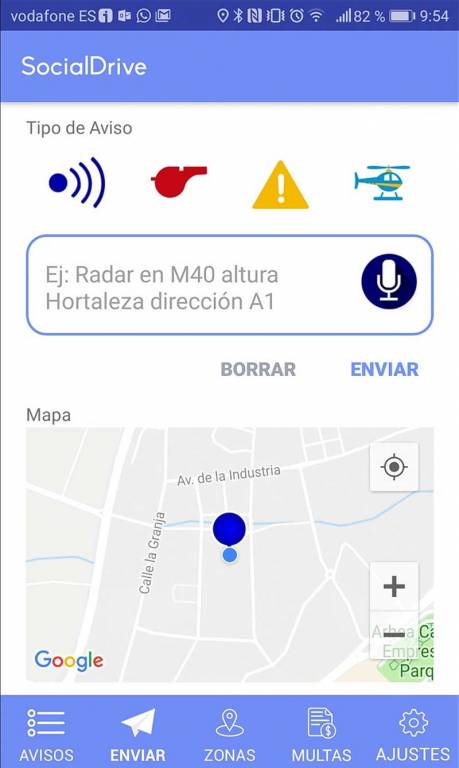 vodafone ES 82 % 9:54
SocialDrive
Tipo de Aviso
Ej: Radar en M40 altura
Hortaleza dirección A1
BORRAR ENVIAR
Mapa
Av. de la Industria
Calle la Granja
Arbea Ca
Empres
Parq
Google
AVISOS ENVIAR ZONAS MULTAS AJUSTES